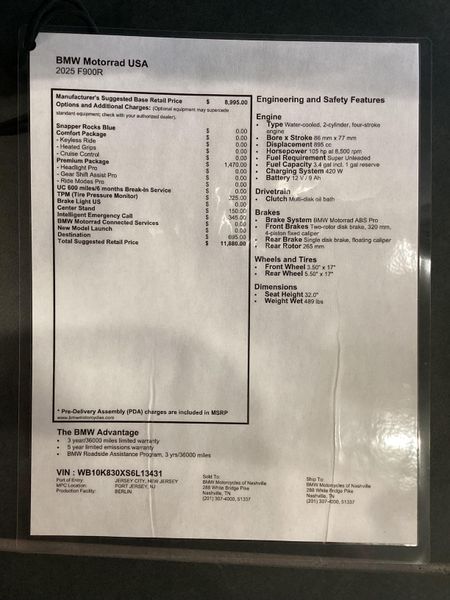 BMW Motorrad USA
2025 F900R
Manufacturer's Suggested Base Retail Price $ 8,995.00
Options and Additional Charges: (Optional equipment may supercede
standard equipment; check with your authorized dealer).
Snapper Rocks Blue $ 0.00
Comfort Package $ 0.00
- Keyless Ride $ 0.00
- Heated Grips $ 0.00
- Cruise Control $ 0.00
Premium Package $ 1,470.00
- Headlight Pro $ 0.00
- Gear Shift Assist Pro $ 0.00
- Ride Modes Pro $ 0.00
UC 600 miles/6 months Break-In Service $ 0.00
TPM (Tire Pressure Monitor) $
Brake Light US $ 0.00
Center Stand $ 150.00
Intelligent Emergency Call $
BMW Motorrad Connected Services $ 0.00
New Model Launch $ 0.00
Destination $ 695.00
Total Suggested Retail Price $ 11,880.00
* Pre-Delivery Assembly (PDA) charges are included in MSRP
www.bmwmotorcycles.com
Engineering and Safety Features
Engine
• Type Water-cooled, 2-cylinder, four-stroke
engine
• Bore x Stroke 86 mm x 77 mm
• Displacement 895 cc
• Horsepower 105 hp at 8,500 rpm
• Fuel Requirement Super Unleaded
• Fuel Capacity 3.4 gal incl. 1 gal reserve
• Charging System 420 W
• Battery 12 V / 9 Ah
Drivetrain
• Clutch Multi-disk oil bath
Brakes
• Brake System BMW Motorrad ABS Pro
• Front Brakes Two-rotor disk brake, 320 mm,
4-piston fixed caliper
• Rear Brake Single disk brake, floating caliper
• Rear Rotor 265 mm
Wheels and Tires
• Front Wheel 3.50" x 17"
• Rear Wheel 5.50" x 17"
Dimensions
• Seat Height 32.0"
• Weight Wet 489 lbs
The BMW Advantage
• 3 year/36000 miles limited warranty
• 5 year limited emissions warranty
• BMW Roadside Assistance Program, 3 yrs/36000 miles
VIN : WB10K830XS6L13431
Port of Entry JERSEY CITY, NEW JERSEY
MPC Location: PORT JERSEY, NJ
Production Facility: BERLIN
Sold To:
BMW Motorcycles of Nashville
288 White Bridge Pike
Nashville, TN
(201) 307-4000, 51337
Ship To:
BMW Motorcycles of Nashville
288 White Bridge Pike
Nashville, TN
(201) 307-4000, 51337